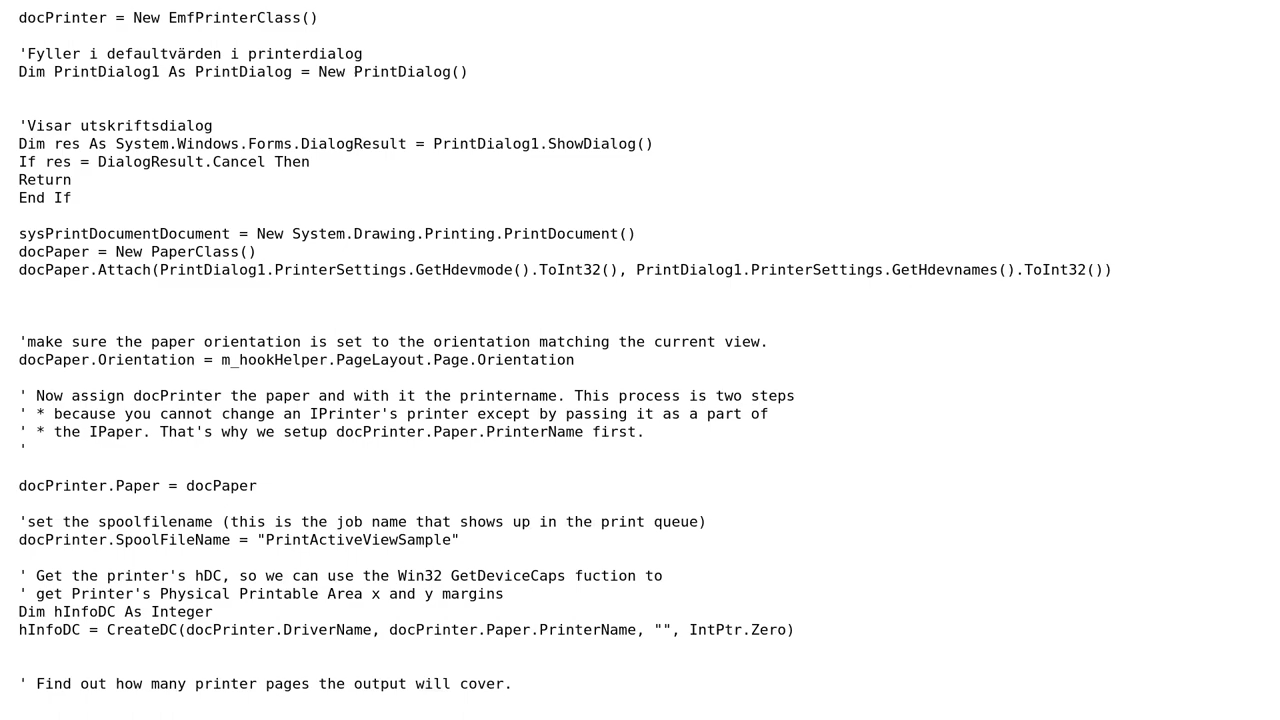 docPrinter = New EmfPrinterClass()
'Fyller i defaultvärden i printerdialog
Dim PrintDialog1 As PrintDialog = New PrintDialog()
'Visar utskriftsdialog
Dim res As System.Windows.Forms.DialogResult = PrintDialog1.ShowDialog()
If res = DialogResult.Cancel Then
Return
End If
sysPrintDocumentDocument = New System.Drawing.Printing.PrintDocument()
docPaper = New PaperClass()
docPaper.Attach(PrintDialog1.PrinterSettings.GetHdevmode().ToInt32(), PrintDialog1.PrinterSettings.GetHdevnames().ToInt32())
'make sure the paper orientation is set to the orientation matching the current view.
docPaper.Orientation = m_hookHelper.PageLayout.Page.Orientation
' Now assign docPrinter the paper and with it the printername. This process is two steps
' * because you cannot change an IPrinter's printer except by passing it as a part of
' * the IPaper. That's why we setup docPrinter.Paper.PrinterName first.
'
docPrinter.Paper = docPaper
'set the spoolfilename (this is the job name that shows up in the print queue)
docPrinter.SpoolFileName = "PrintActiveViewSample"
' Get the printer's hDC, so we can use the Win32 GetDeviceCaps fuction to
' get Printer's Physical Printable Area x and y margins
Dim hInfoDC As Integer
hInfoDC = CreateDC(docPrinter.DriverName, docPrinter.Paper.PrinterName, "", IntPtr.Zero)
' Find out how many printer pages the output will cover.